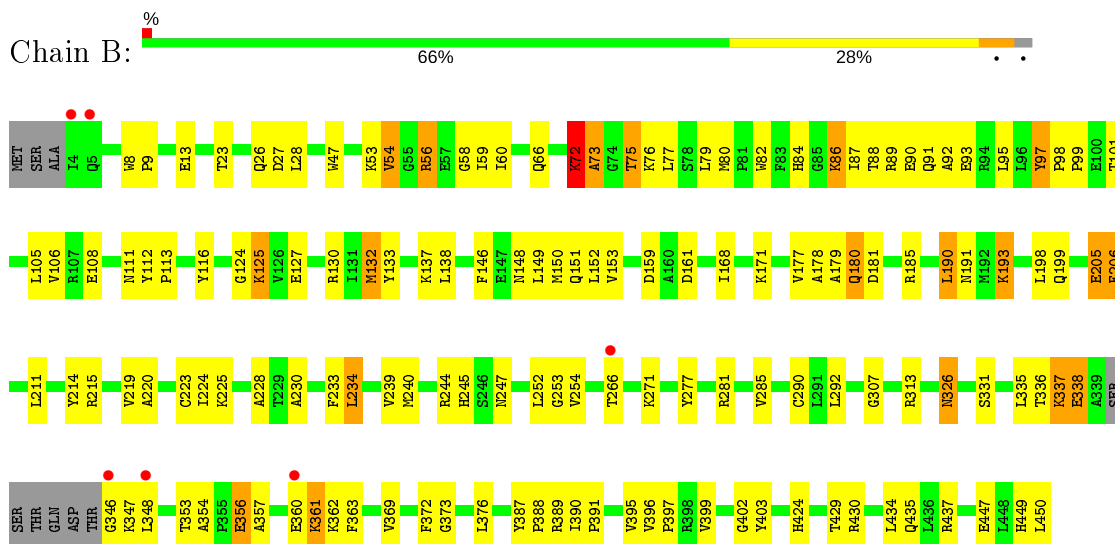 %
Chain B:
66% 28% • •
MET SER ALA I4 Q5 W8 P9 E13 T23 Q26 D27 L28 W47 K53 V54 G55 R56 E57 G58 I59 I60 Q66 K72 A73 G74 T75 K76 L77 S78 L79 M80 P81 W82 F83 H84 G85 K86 I87 T88 R89 E90 Q91 A92 E93 R94 L95 L96 Y97 P98 P99 E100 T101
L105 V106 R107 E108 N111 Y112 P113 Y116 G124 K125 V126 E127 R130 I131 M132 Y133 K137 L138 F146 E147 N148 L149 M150 Q151 L152 V153 D159 A160 D161 I168 K171 V177 A178 A179 Q180 D181 R185 L190 N191 M192 K193 L198 Q199 E205
L211 Y214 R215 V219 A220 C223 I224 K225 A228 T229 A230 F233 L234 V239 M240 R244 H245 S246 N247 L252 G253 V254 T266 K271 Y277 R281 V285 C290 L291 L292 G307 R313 N326 S331 L335 T336 K337 E338 A339 SER
SER THR GLN ASP THR G346 K347 L348 T353 A354 P355 E356 A357 E360 K361 K362 F363 V369 F372 G373 L376 Y387 P388 R389 I390 P391 V395 V396 P397 R398 V399 G402 Y403 H424 T429 R430 L434 Q435 L436 R437 E447 L448 H449 L450